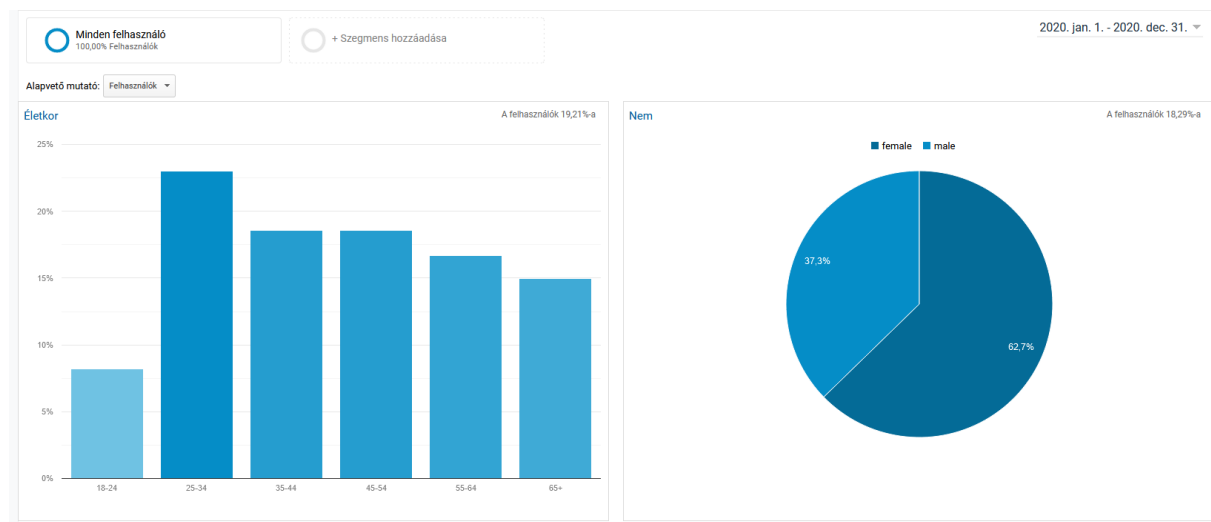 Minden felhasználó
100,00% Felhasználók
+ Szegmens hozzáadása
2020. jan. 1. - 2020. dec. 31.
Alapvető mutató: Felhasználók
Életkor
A felhasználók 19,21%-a
25%
20%
15%
10%
5%
0%
18-24 25-34 35-44 45-54 55-64 65+
Nem
A felhasználók 18,29%-a
female male
37,3%
62,7%